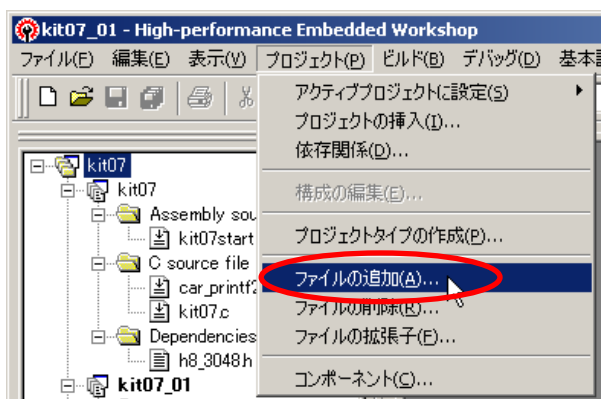 kit07_01 - High-performance Embedded Workshop
ファイル(F) 編集(E) 表示(V) プロジェクト(P) ビルド(B) デバッグ(D)
アクティブプロジェクトに設定(S)
プロジェクトの挿入(I)...
依存関係(D)...
構成の編集(E)...
プロジェクトタイプの作成(P)...
ファイルの追加(A)...
ファイルの削除(R)...
ファイルの拡張子(F)...
コンポーネント(C)...
kit07
kit07
Assembly sou
kit07start
C source file
car_printf2
kit07.c
Dependencies
h8_3048.h
kit07_01